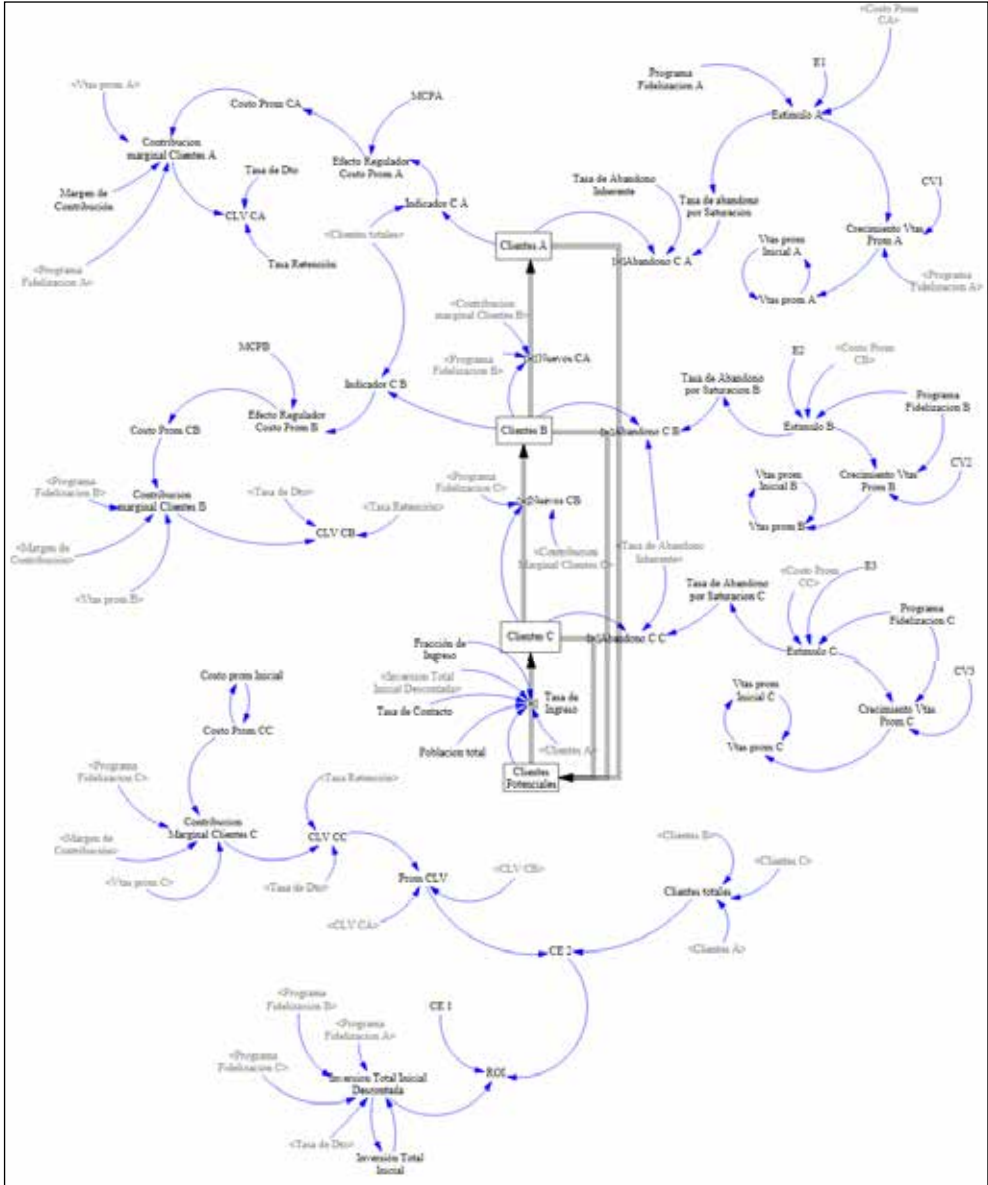 <Costo Prom
CA>
E1
Programa
Fidelizacion A
Estimulo A
<Vtas prom A>
Costo Prom CA
MCPA
Contribucion
marginal Clientes A
Efecto Regulador
Costo Prom A
Tasa de Dto
Margen de
Contribución
CLV CA
Indicador C A
Tasa de Abandono
Inherente
Tasa de abandono
por Saturacion
CV1
<Clientes totales>
Crecimiento Vtas
Prom A
Clientes A
Vtas prom
Inicial A
Abandono C A
<Programa
Fidelizacion A>
Tasa Retención
<Programa
Fidelizacion A>
Vtas prom A
<Contribucion
marginal Clientes B>
MCPB
Nuevos CA
<Programa
Fidelizacion B>
Indicador C B
E2
<Costo Prom
CB>
Tasa de Abandono
por Saturacion B
Programa
Fidelizacion B
Efecto Regulador
Costo Prom B
Costo Prom CB
Clientes B
Abandono C B
Estimulo B
CV2
<Programa
Fidelizacion B>
Contribucion
marginal Clientes B
<Tasa de Dto>
<Tasa Retención>
<Programa
Fidelizacion C>
Nuevos CB
Vtas prom
Inicial B
Crecimiento Vtas
Prom B
Vtas prom B
CLV CB
<Margen de
Contribución>
<Contribucion
Marginal Clientes C>
<Tasa de Abandono
Inherente>
<Vtas prom B>
<Costo Prom
CC>
E3
Tasa de Abandono
por Saturacion C
Programa
Fidelizacion C
Clientes C
Abandono C C
Estimulo C
Fracción de
Ingreso
<Inversion Total
Inicial Descontada>
Tasa de Contacto
Tasa de
Ingreso
CV3
Vtas prom
Inicial C
Crecimiento Vtas
Prom C
Costo prom Inicial
Costo Prom CC
Poblacion total
<Clientes A>
Vtas prom C
Clientes
Potenciales
<Programa
Fidelizacion C>
<Tasa Retención>
Contribucion
Marginal Clientes C
CLV CC
<Margen de
Contribución>
<Clientes B>
<Clientes C>
<Vtas prom C>
<Tasa de Dto>
Prom CLV
<CLV CB>
Clientes totales
<CLV CA>
CE 2
<Clientes A>
<Programa
Fidelizacion B>
<Programa
Fidelizacion A>
CE 1
<Programa
Fidelizacion C>
Inversion Total Inicial
Descontada
ROI
<Tasa de Dto>
Inversión Total
Inicial